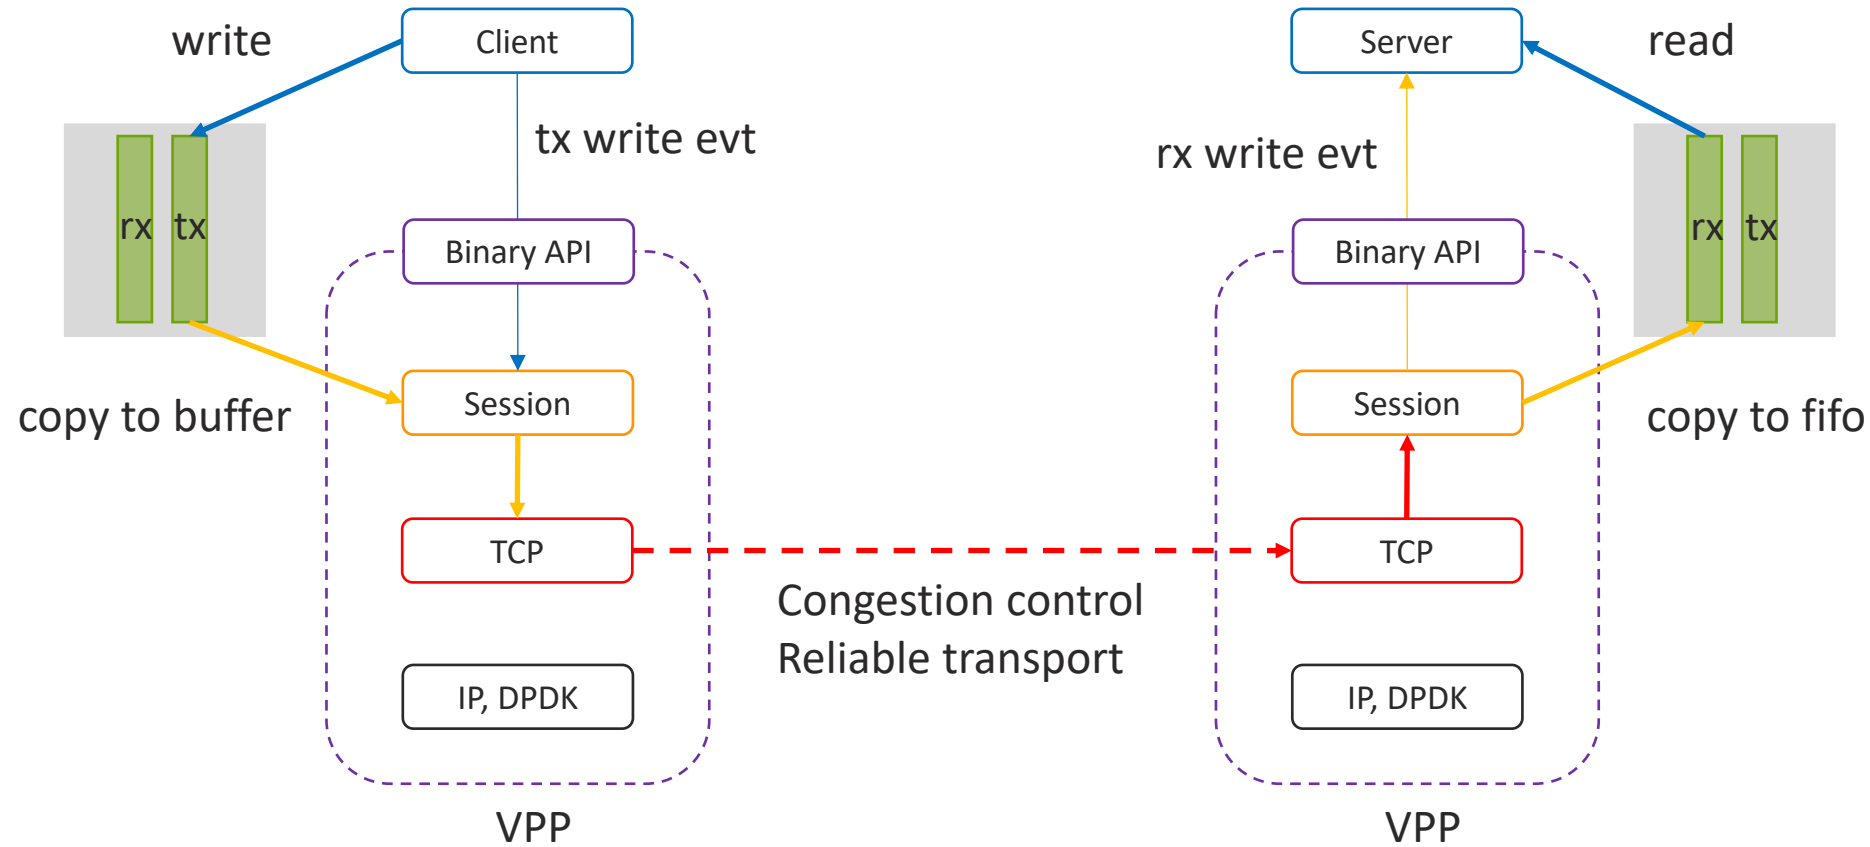 write
Client
Server
read
tx write evt
rx write evt
rx
tx
rx
tx
Binary API
Binary API
Session
Session
copy to buffer
copy to fifo
TCP
TCP
Congestion control
Reliable transport
IP, DPDK
IP, DPDK
VPP
VPP